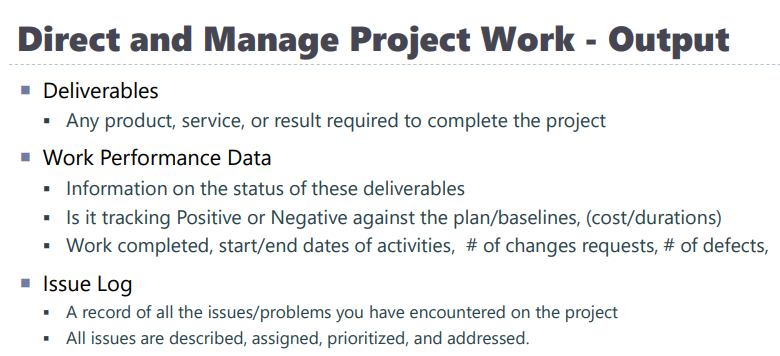 Direct and Manage Project Work - Output
▪ Deliverables
▪ Any product, service, or result required to complete the project
▪ Work Performance Data
▪ Information on the status of these deliverables
▪ Is it tracking Positive or Negative against the plan/baselines, (cost/durations)
▪ Work completed, start/end dates of activities,  # of changes requests, # of defects,
▪ Issue Log
▪ A record of all the issues/problems you have encountered on the project
▪ All issues are described, assigned, prioritized, and addressed.